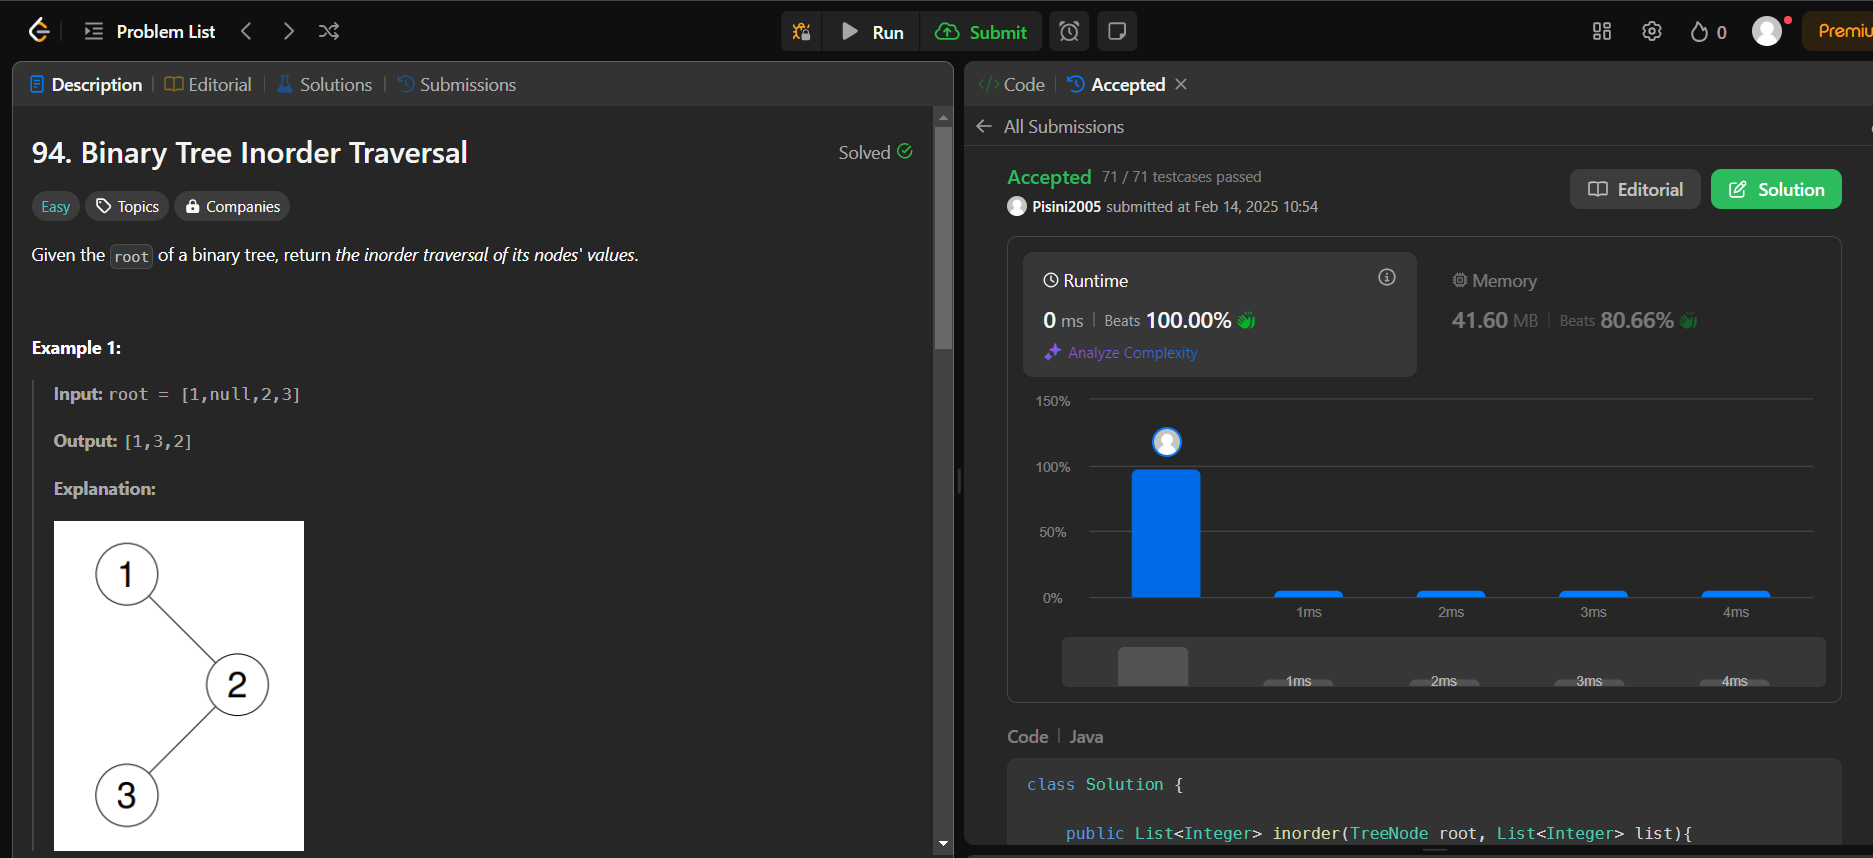 Problem List
Run
Submit
0
Premiu
Description
Editorial
Solutions
Submissions
94. Binary Tree Inorder Traversal
Solved
Easy
Topics
Companies
Given the root of a binary tree, return the inorder traversal of its nodes' values.
Example 1:
Input: root = [1,null,2,3]
Output: [1,3,2]
Explanation:
1
2
3
</> Code
Accepted
All Submissions
Accepted 71 / 71 testcases passed
Pisini2005 submitted at Feb 14, 2025 10:54
Editorial
Solution
Runtime
0 ms | Beats 100.00%
Analyze Complexity
Memory
41.60 MB | Beats 80.66%
150%
100%
50%
0%
1ms 2ms 3ms 4ms
1ms 2ms 3ms 4ms
Code | Java
class Solution {
public List<Integer> inorder(TreeNode root, List<Integer> list){